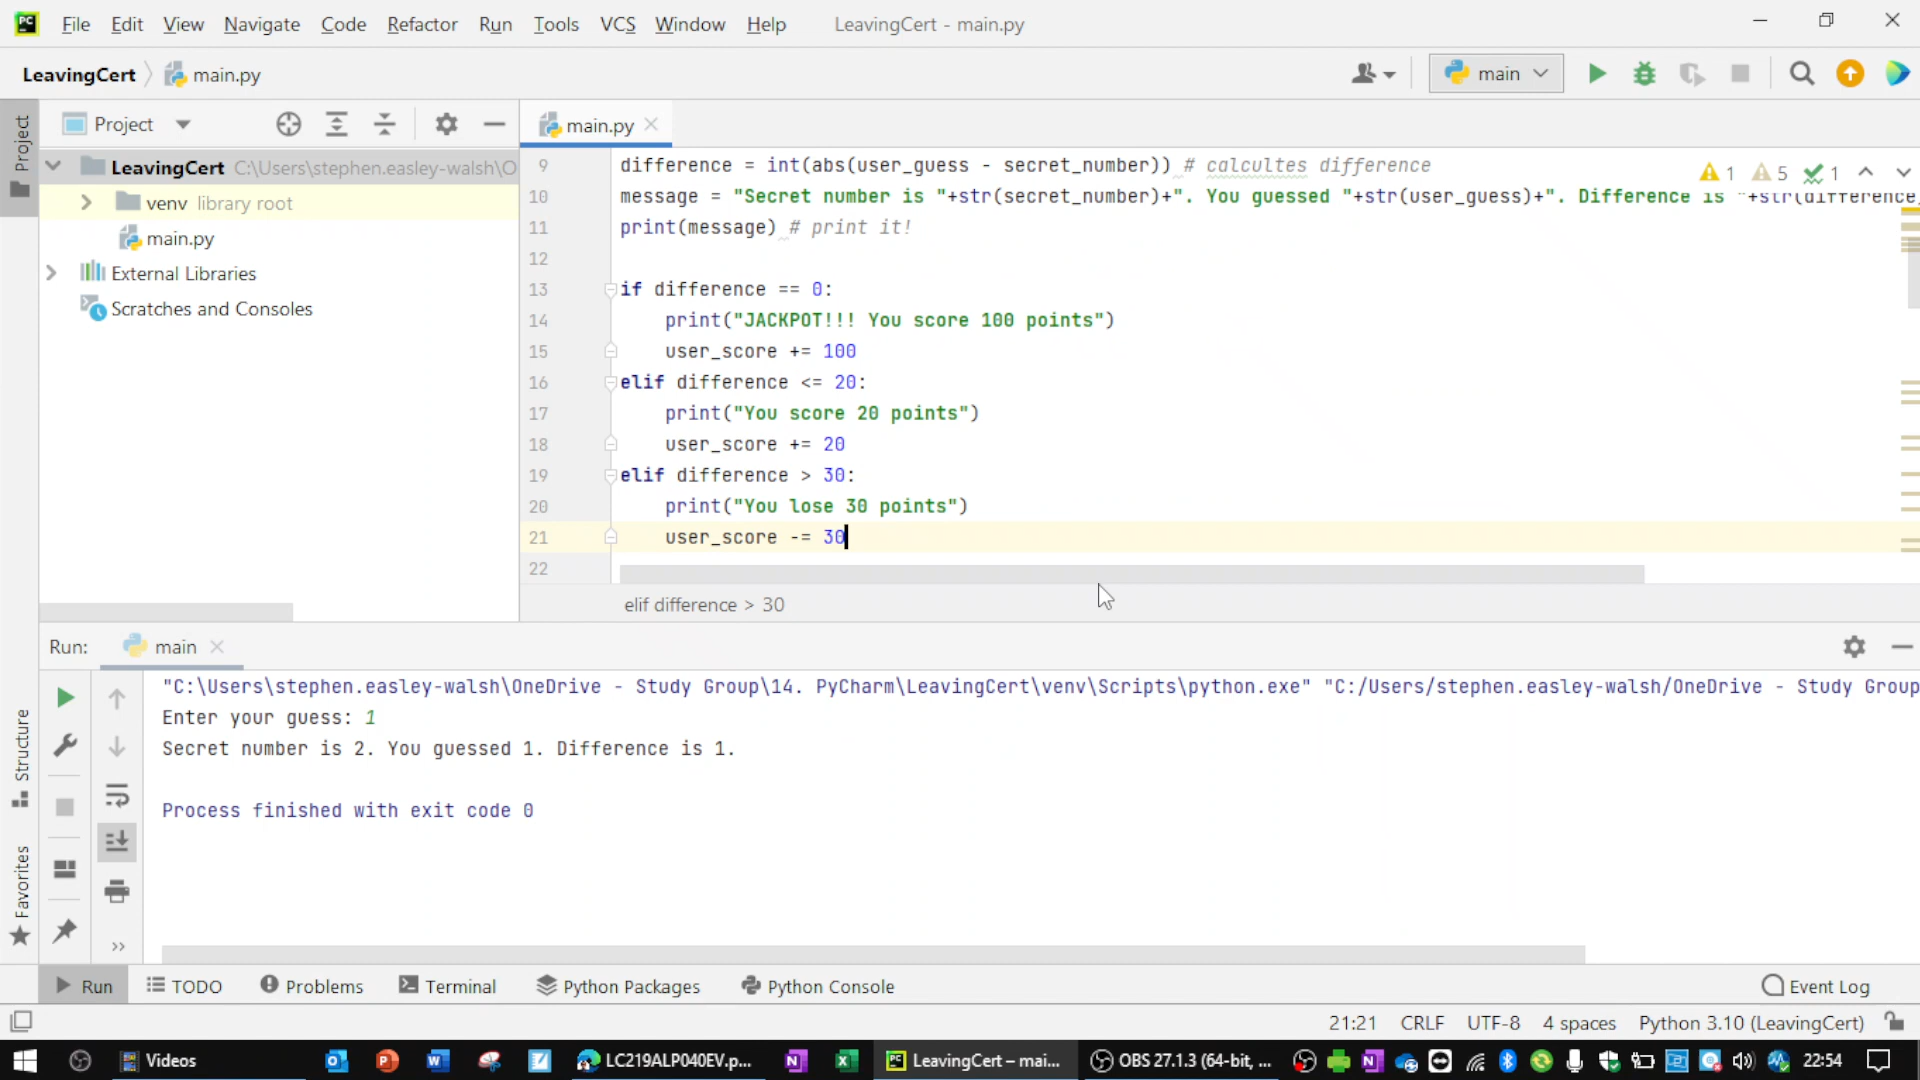 PC File Edit View Navigate Code Refactor Run Tools VCS Window Help LeavingCert - main.py
LeavingCert main.py main
Project main.py
Project
LeavingCert C:\Users\stephen.easley-walsh\O
venv library root
main.py
External Libraries
Scratches and Consoles
9 difference = int(abs(user_guess - secret_number)) # calcultes difference
1 5 1
10 message = "Secret number is "+str(secret_number)+". You guessed "+str(user_guess)+". Difference is "+str(difference
11 print(message) # print it!
12
13 if difference == 0:
14 print("JACKPOT!!! You score 100 points")
15 user_score += 100
16 elif difference <= 20:
17 print("You score 20 points")
18 user_score += 20
19 elif difference > 30:
20 print("You lose 30 points")
21 user_score -= 30
22
elif difference > 30
Run: main
"C:\Users\stephen.easley-walsh\OneDrive - Study Group\14. PyCharm\LeavingCert\venv\Scripts\python.exe" "C:/Users/stephen.easley-walsh/OneDrive - Study Group
Enter your guess: 1
Secret number is 2. You guessed 1. Difference is 1.
Process finished with exit code 0
Structure
Favorites
Run TODO Problems Terminal Python Packages Python Console Event Log
21:21 CRLF UTF-8 4 spaces Python 3.10 (LeavingCert)
Videos LC219ALP040EV.p... LeavingCert – mai... OBS 27.1.3 (64-bit, ... 22:54